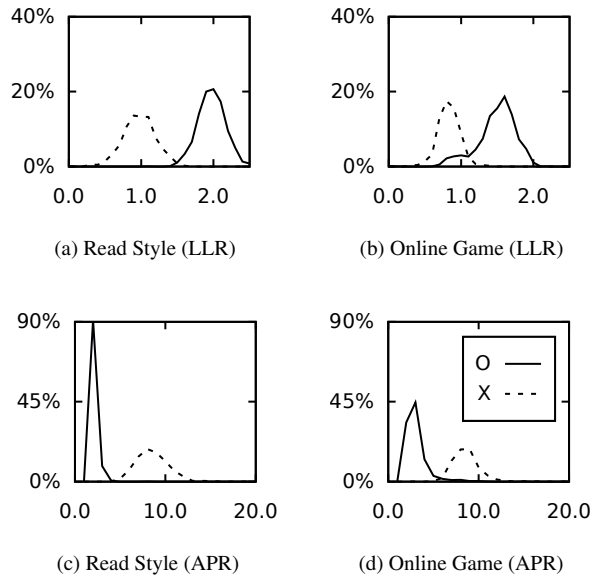 40%
20%
0%
0.0 1.0 2.0
(a) Read Style (LLR)
40%
20%
0%
0.0 1.0 2.0
(b) Online Game (LLR)
90%
45%
0%
0.0 10.0 20.0
(c) Read Style (APR)
90%
45%
0%
0.0 10.0 20.0
O
X
(d) Online Game (APR)